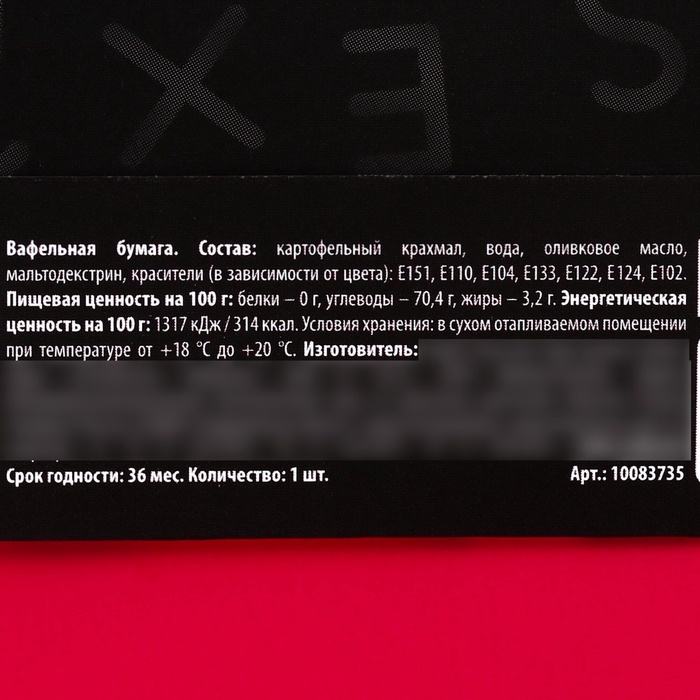 S E X
Вафельная бумага. Состав: картофельный крахмал, вода, оливковое масло,
мальтодекстрин, красители (в зависимости от цвета): Е151, Е110, Е104, Е133, Е122, Е124, Е102.
Пищевая ценность на 100 г: белки – 0 г, углеводы – 70,4 г, жиры – 3,2 г. Энергетическая
ценность на 100 г: 1317 кДж / 314 ккал. Условия хранения: в сухом отапливаемом помещении
при температуре от +18 °С до +20 °С. Изготовитель:
Срок годности: 36 мес. Количество: 1 шт.
Арт.: 10083735